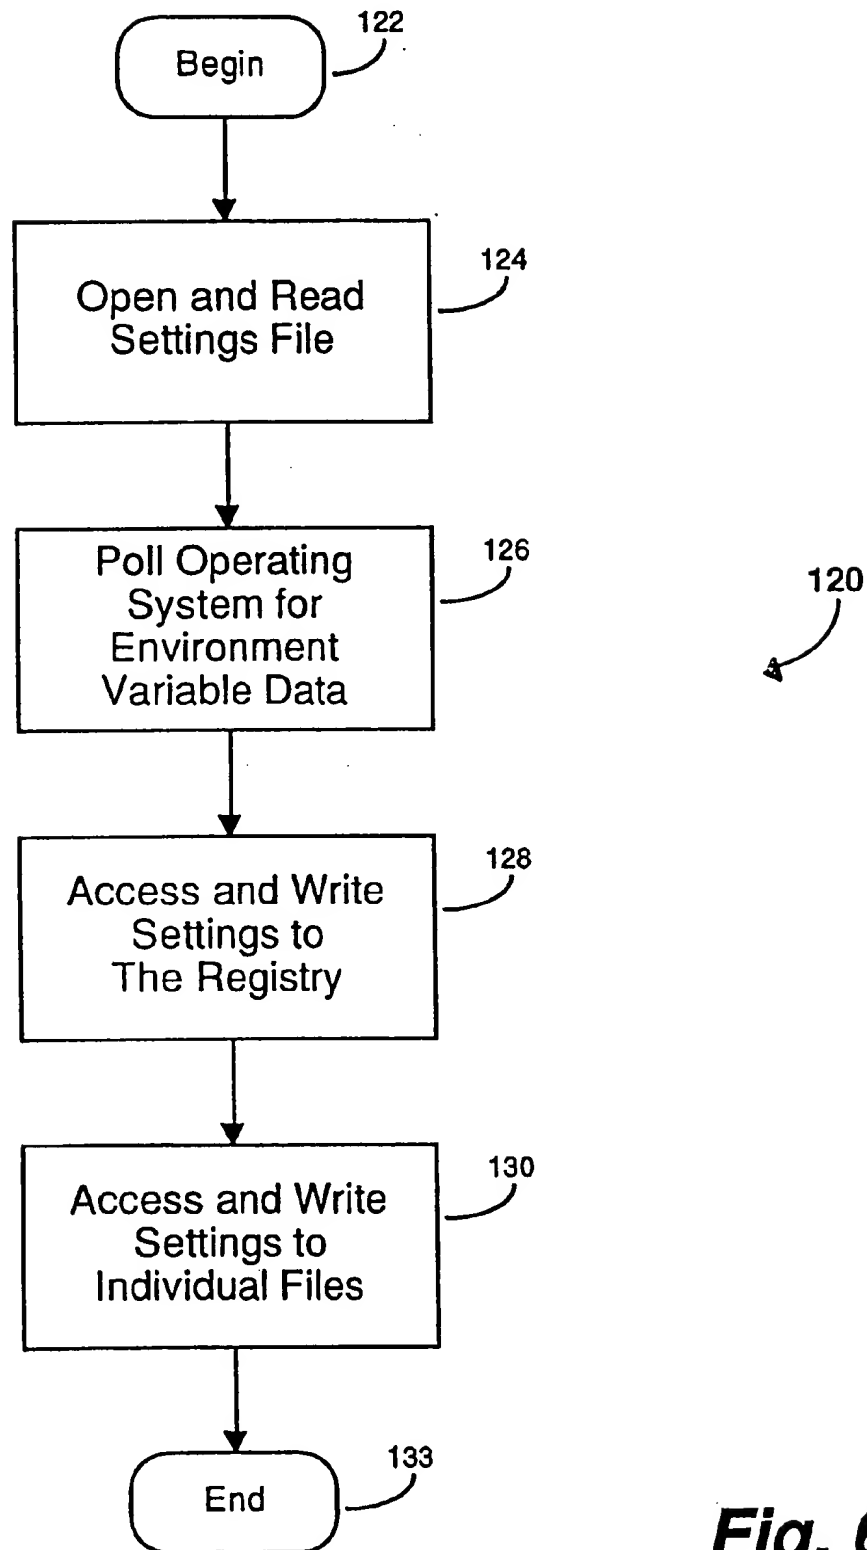 122
Begin
124
Open and Read
Settings File
126
Poll Operating
System for
Environment
Variable Data
120
128
Access and Write
Settings to
The Registry
130
Access and Write
Settings to
Individual Files
133
End
Fig.